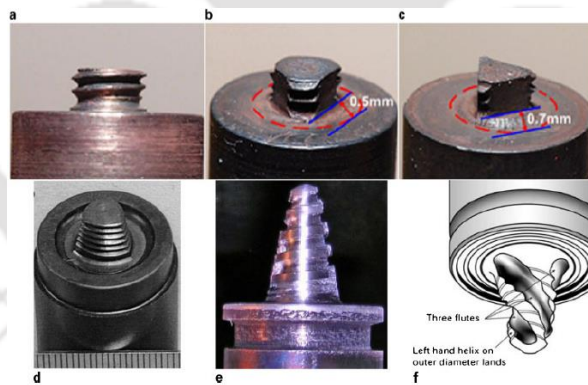 a
b
c
0.5mm
0.7mm
Three flutes
Left hand helix on
outer diameter lands
d
e
f